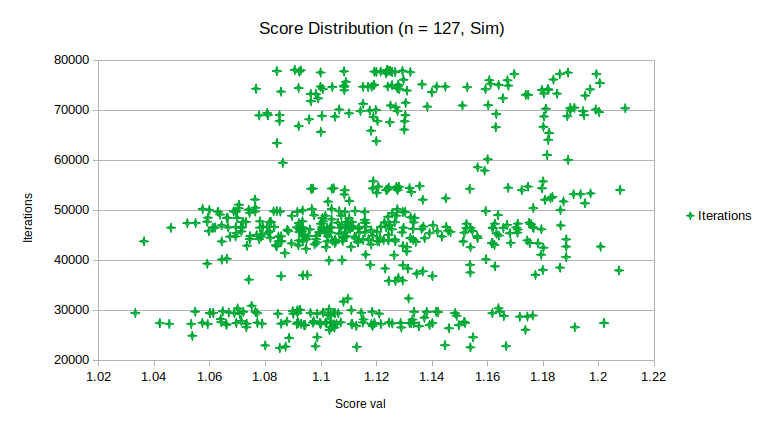 Score Distribution (n = 127, Sim)
80000
70000
60000
50000
40000
30000
20000
Iterations
1.02 1.04 1.06 1.08 1.1 1.12 1.14 1.16 1.18 1.2 1.22
Score val
Iterations